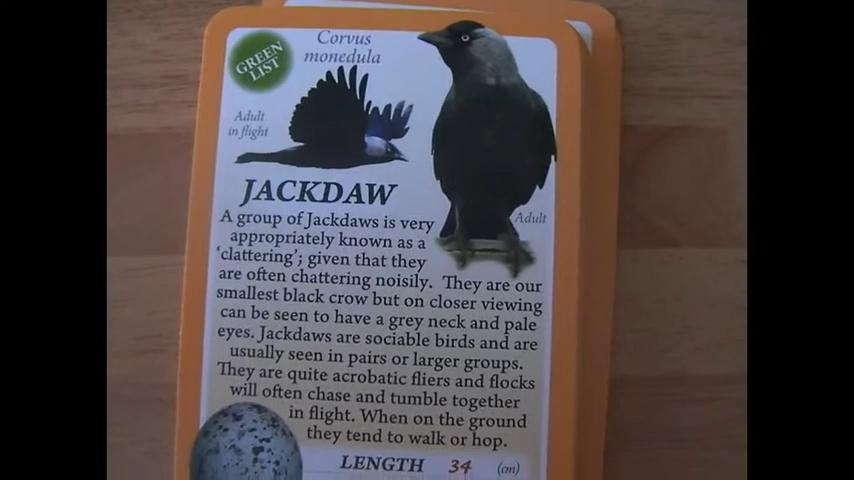 GREEN
LIST
Corvus
monedula
Adult
in flight
JACKDAW
Adult
A group of Jackdaws is very
appropriately known as a
‘clattering’; given that they
are often chattering noisily. They are our
smallest black crow but on closer viewing
can be seen to have a grey neck and pale
eyes. Jackdaws are sociable birds and are
usually seen in pairs or larger groups.
They are quite acrobatic fliers and flocks
will often chase and tumble together
in flight. When on the ground
they tend to walk or hop.
LENGTH 34 (cm)